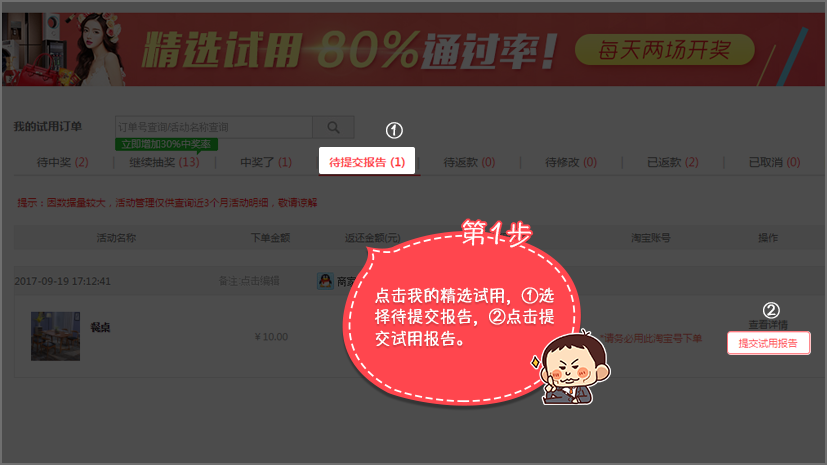 精选试用 80%通过率！ 每天两场开奖
我的试用订单 订单号查询/活动名称查询
立即增加30%中奖率
①
待中奖 (2) 继续抽奖 (13) 中奖了 (1) 待提交报告 (1) 待返款 (0) 待修改 (0) 已返款 (2) 已取消 (0)
提示：因数据量较大，活动管理仅供查询近3个月活动明细，敬请谅解
第1步
活动名称 下单金额 返还金额(元) 淘宝账号 操作
2017-09-19 17:12:41 备注 点击编辑 商家
点击我的精选试用，①选
择待提交报告，②点击提
交试用报告。
②
查看详情
餐桌
¥ 10.00
请务必用此淘宝号下单
提交试用报告